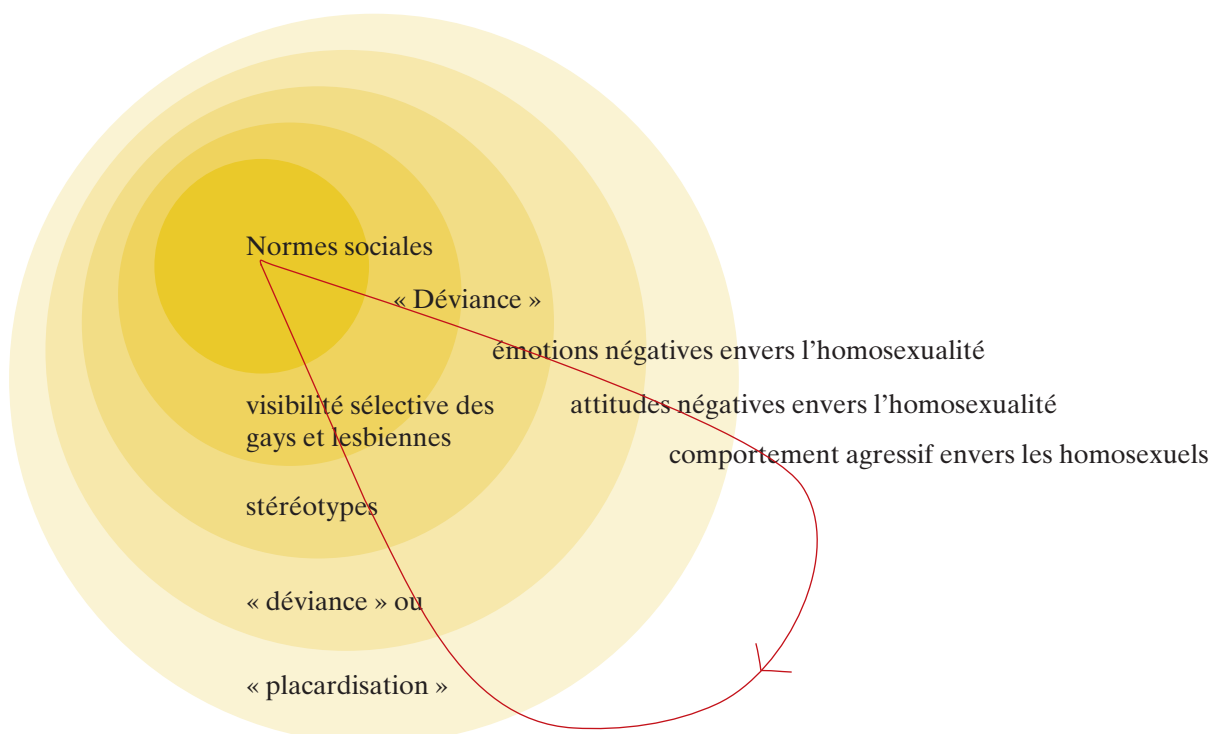 Normes sociales
« Déviance »
émotions négatives envers l’homosexualité
attitudes négatives envers l’homosexualité
comportement agressif envers les homosexuels
visibilité sélective des
gays et lesbiennes
stéréotypes
« déviance » ou
« placardisation »